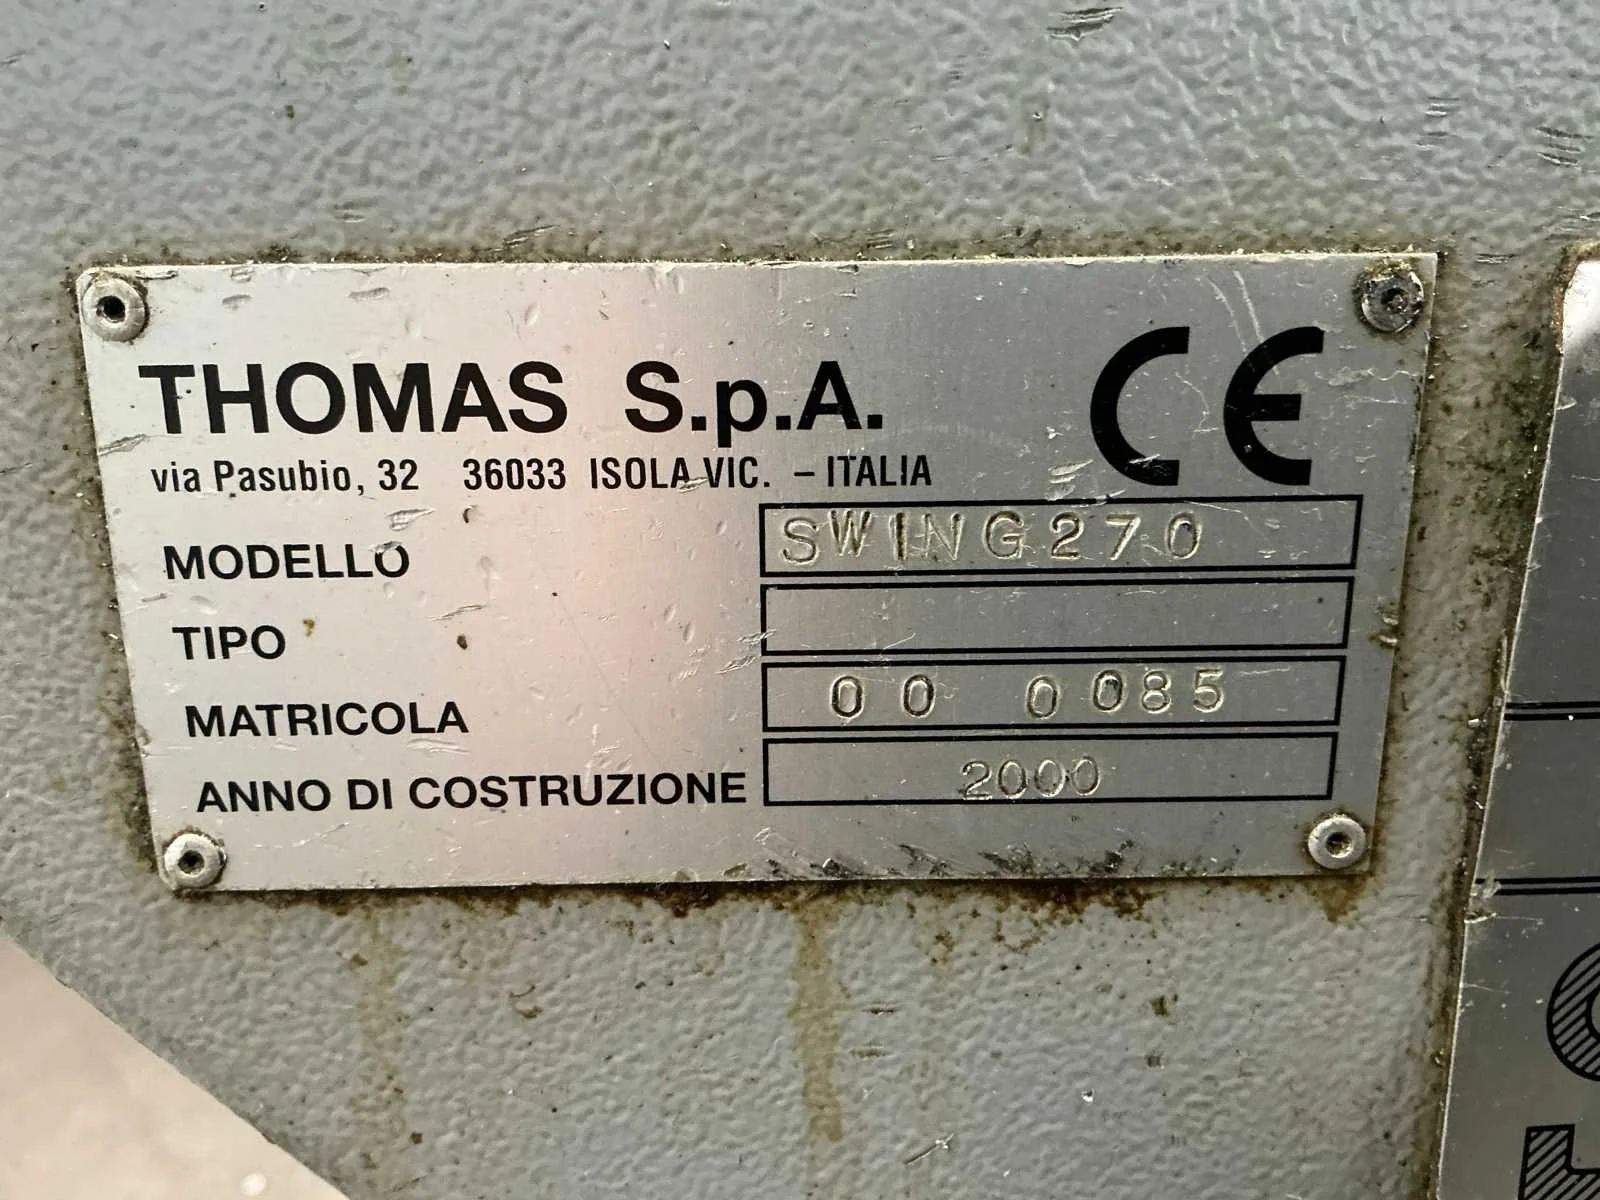 THOMAS S.p.A. CE
via Pasubio, 32 36033 ISOLA VIC. - ITALIA
MODELLO SWING270
TIPO
MATRICOLA 00 0085
ANNO DI COSTRUZIONE 2000